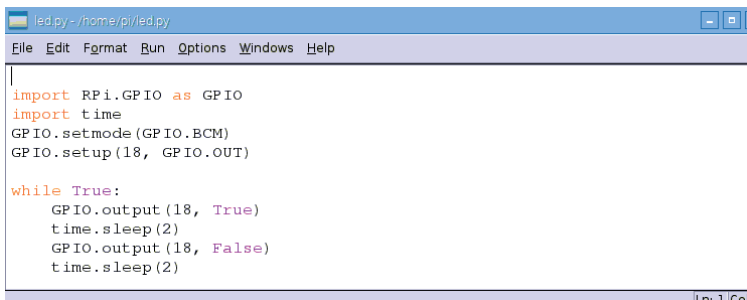 led.py - /home/pi/led.py
File Edit Format Run Options Windows Help
import RPi.GPIO as GPIO
import time
GPIO.setmode(GPIO.BCM)
GPIO.setup(18, GPIO.OUT)
while True:
    GPIO.output(18, True)
    time.sleep(2)
    GPIO.output(18, False)
    time.sleep(2)